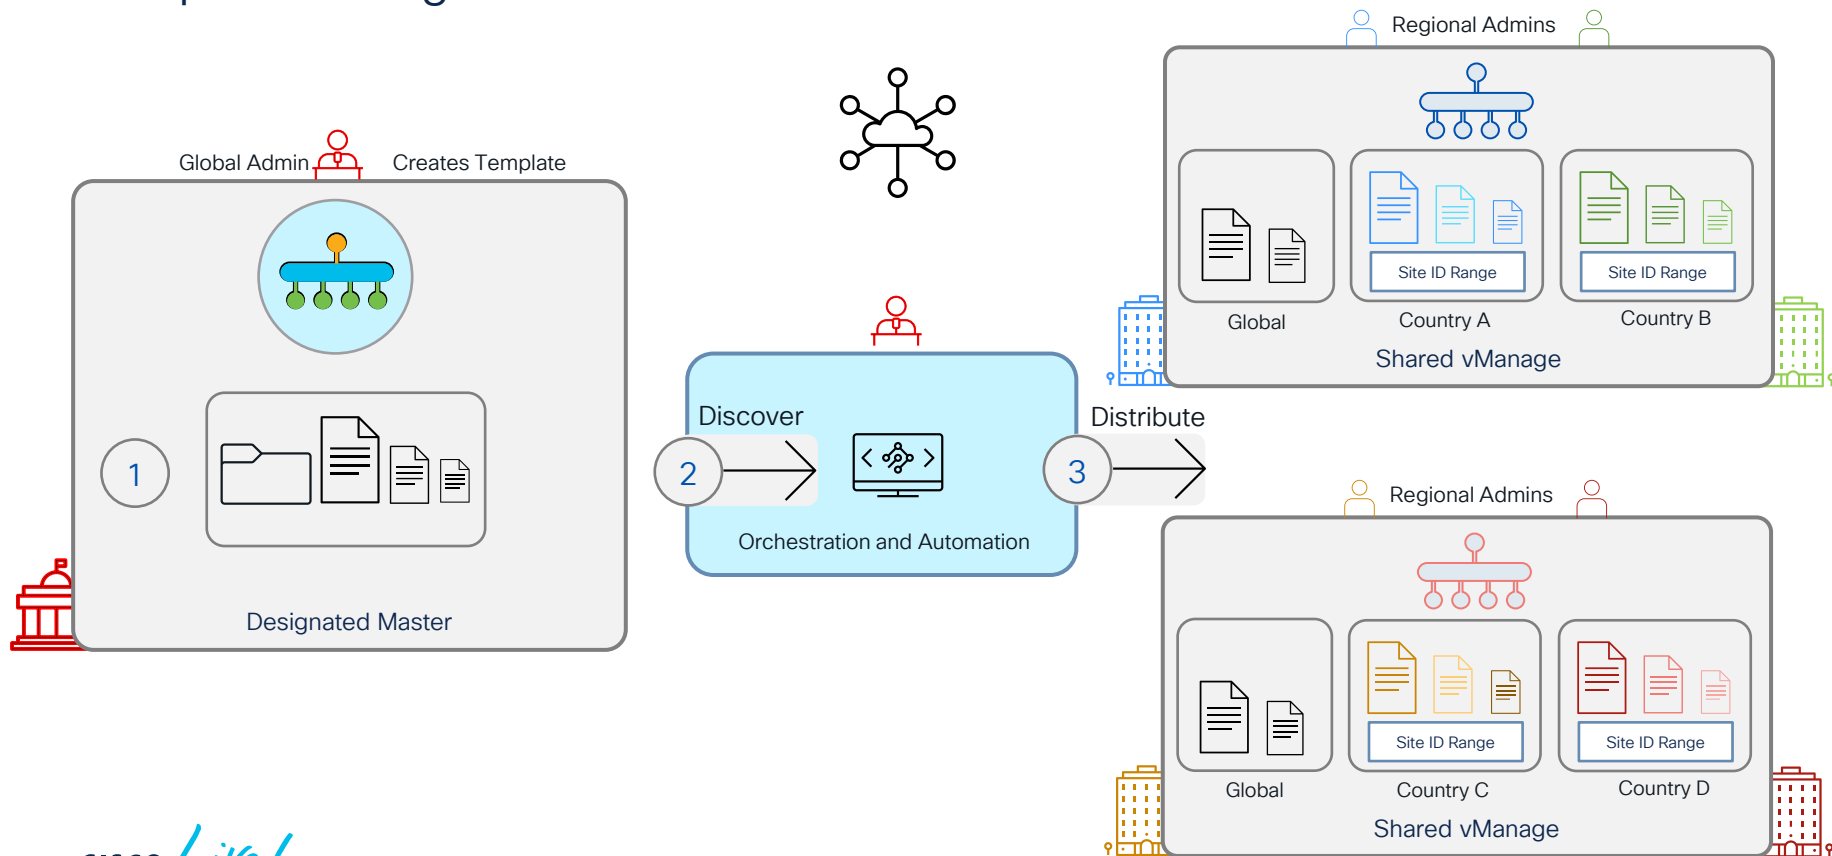 Regional Admins
Global Admin
Creates Template
Site ID Range
Site ID Range
Global
Country A
Country B
Shared vManage
1
Discover
2
Distribute
3
Orchestration and Automation
Designated Master
Regional Admins
Site ID Range
Site ID Range
Global
Country C
Country D
Shared vManage